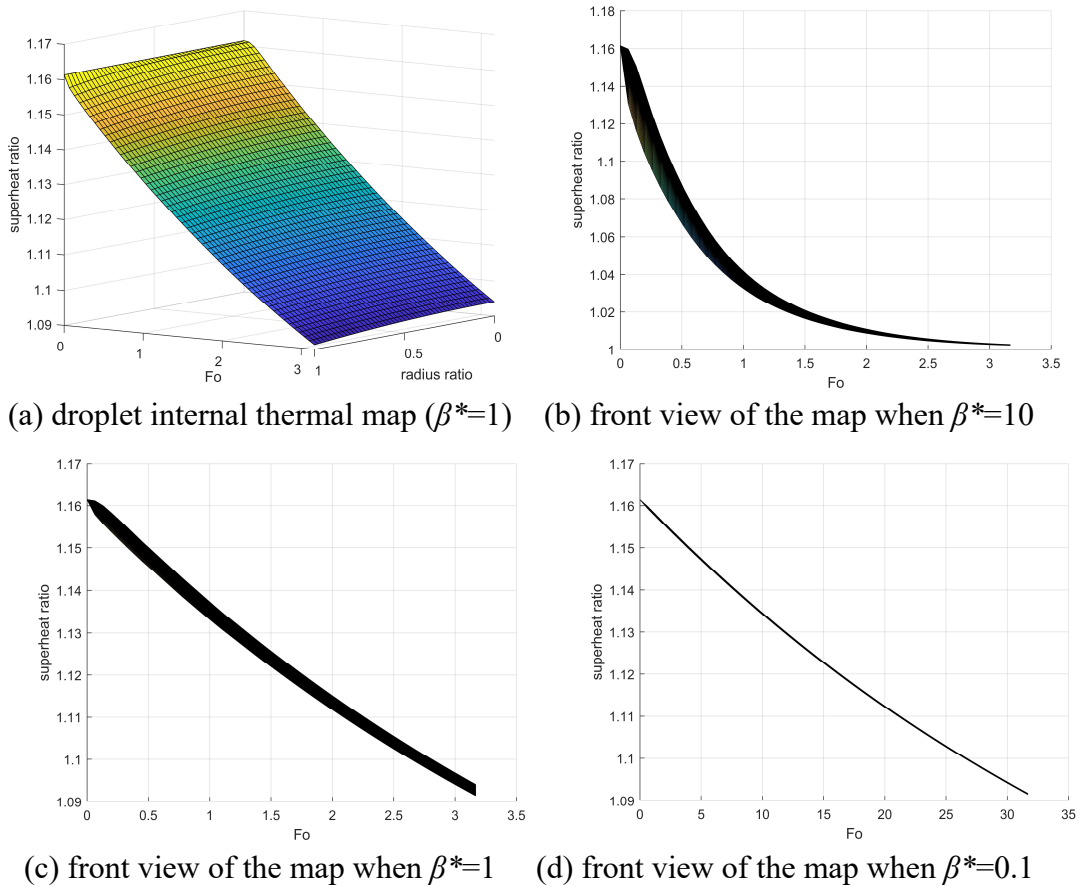 1.17
1.16
1.15
1.14
1.13
1.12
1.11
1.1
1.09
superheat ratio
0
1
2
3
Fo
1
0.5
0
radius ratio
1.18
1.16
1.14
1.12
1.1
1.08
1.06
1.04
1.02
1
superheat ratio
0 0.5 1 1.5 2 2.5 3 3.5
Fo
(a) droplet internal thermal map (β*=1)
(b) front view of the map when β*=10
1.17
1.16
1.15
1.14
1.13
1.12
1.11
1.1
1.09
superheat ratio
0 0.5 1 1.5 2 2.5 3 3.5
Fo
1.17
1.16
1.15
1.14
1.13
1.12
1.11
1.1
1.09
superheat ratio
0 5 10 15 20 25 30 35
Fo
(c) front view of the map when β*=1
(d) front view of the map when β*=0.1